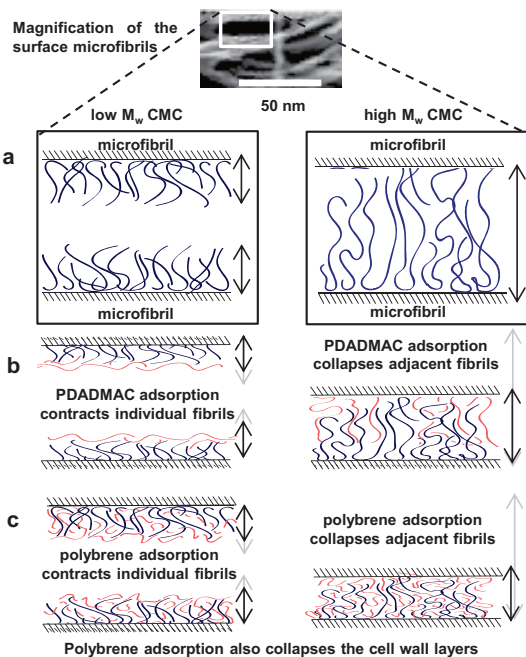 Magnification of the
surface microfibrils
50 nm
low Mw CMC
high Mw CMC
a
microfibril
microfibril
microfibril
microfibril
b
PDADMAC adsorption
contracts individual fibrils
PDADMAC adsorption
collapses adjacent fibrils
c
polybrene adsorption
contracts individual fibrils
polybrene adsorption
collapses adjacent fibrils
Polybrene adsorption also collapses the cell wall layers